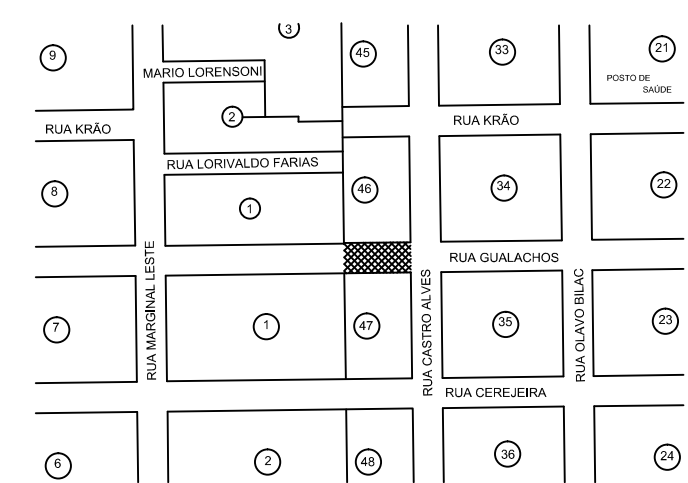 3
9
45
33
21
MARIO LORENSONI
POSTO DE
SAÚDE
2
RUA KRÃO
RUA KRÃO
RUA LORIVALDO FARIAS
8
46
34
22
1
RUA GUALACHOS
RUA MARGINAL LESTE
RUA CASTRO ALVES
RUA OLAVO BILAC
7
1
47
35
23
RUA CEREJEIRA
6
2
48
36
24